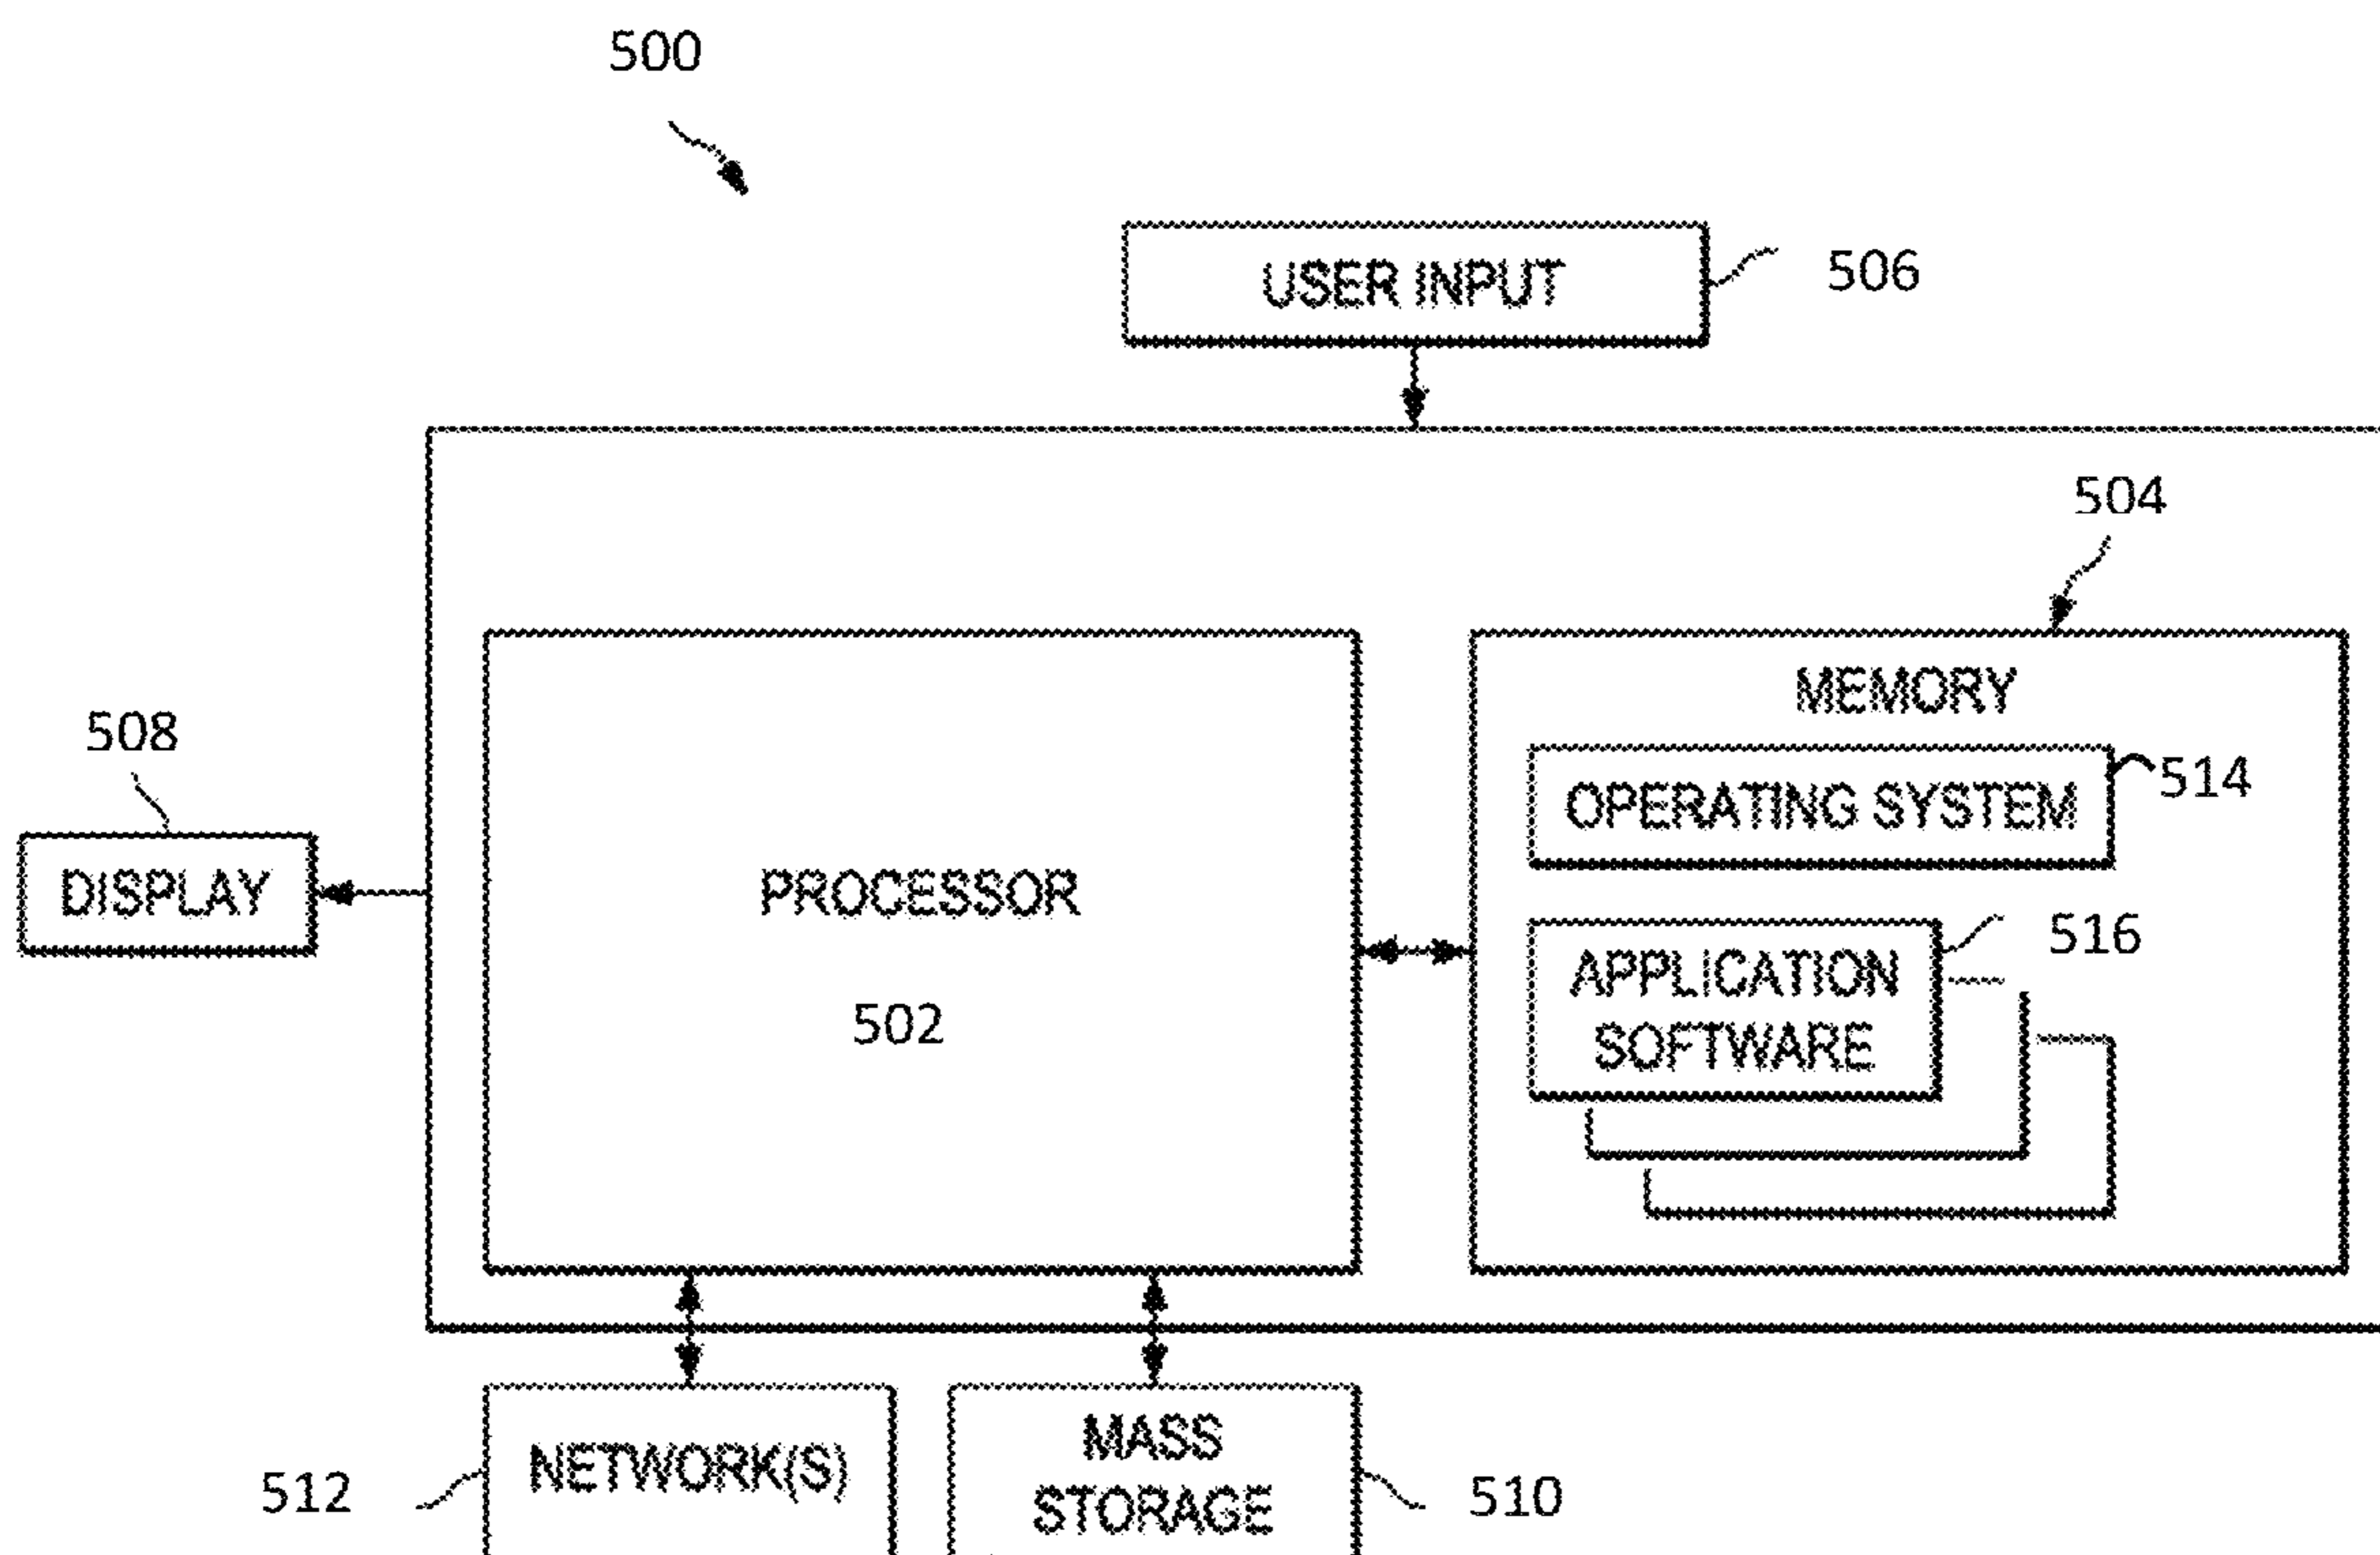 500
USER INPUT
506
504
MEMORY
508
514
OPERATING SYSTEM
DISPLAY
PROCESSOR
516
APPLICATION
SOFTWARE
502
NETWORK(S)
MASS
STORAGE
512
510